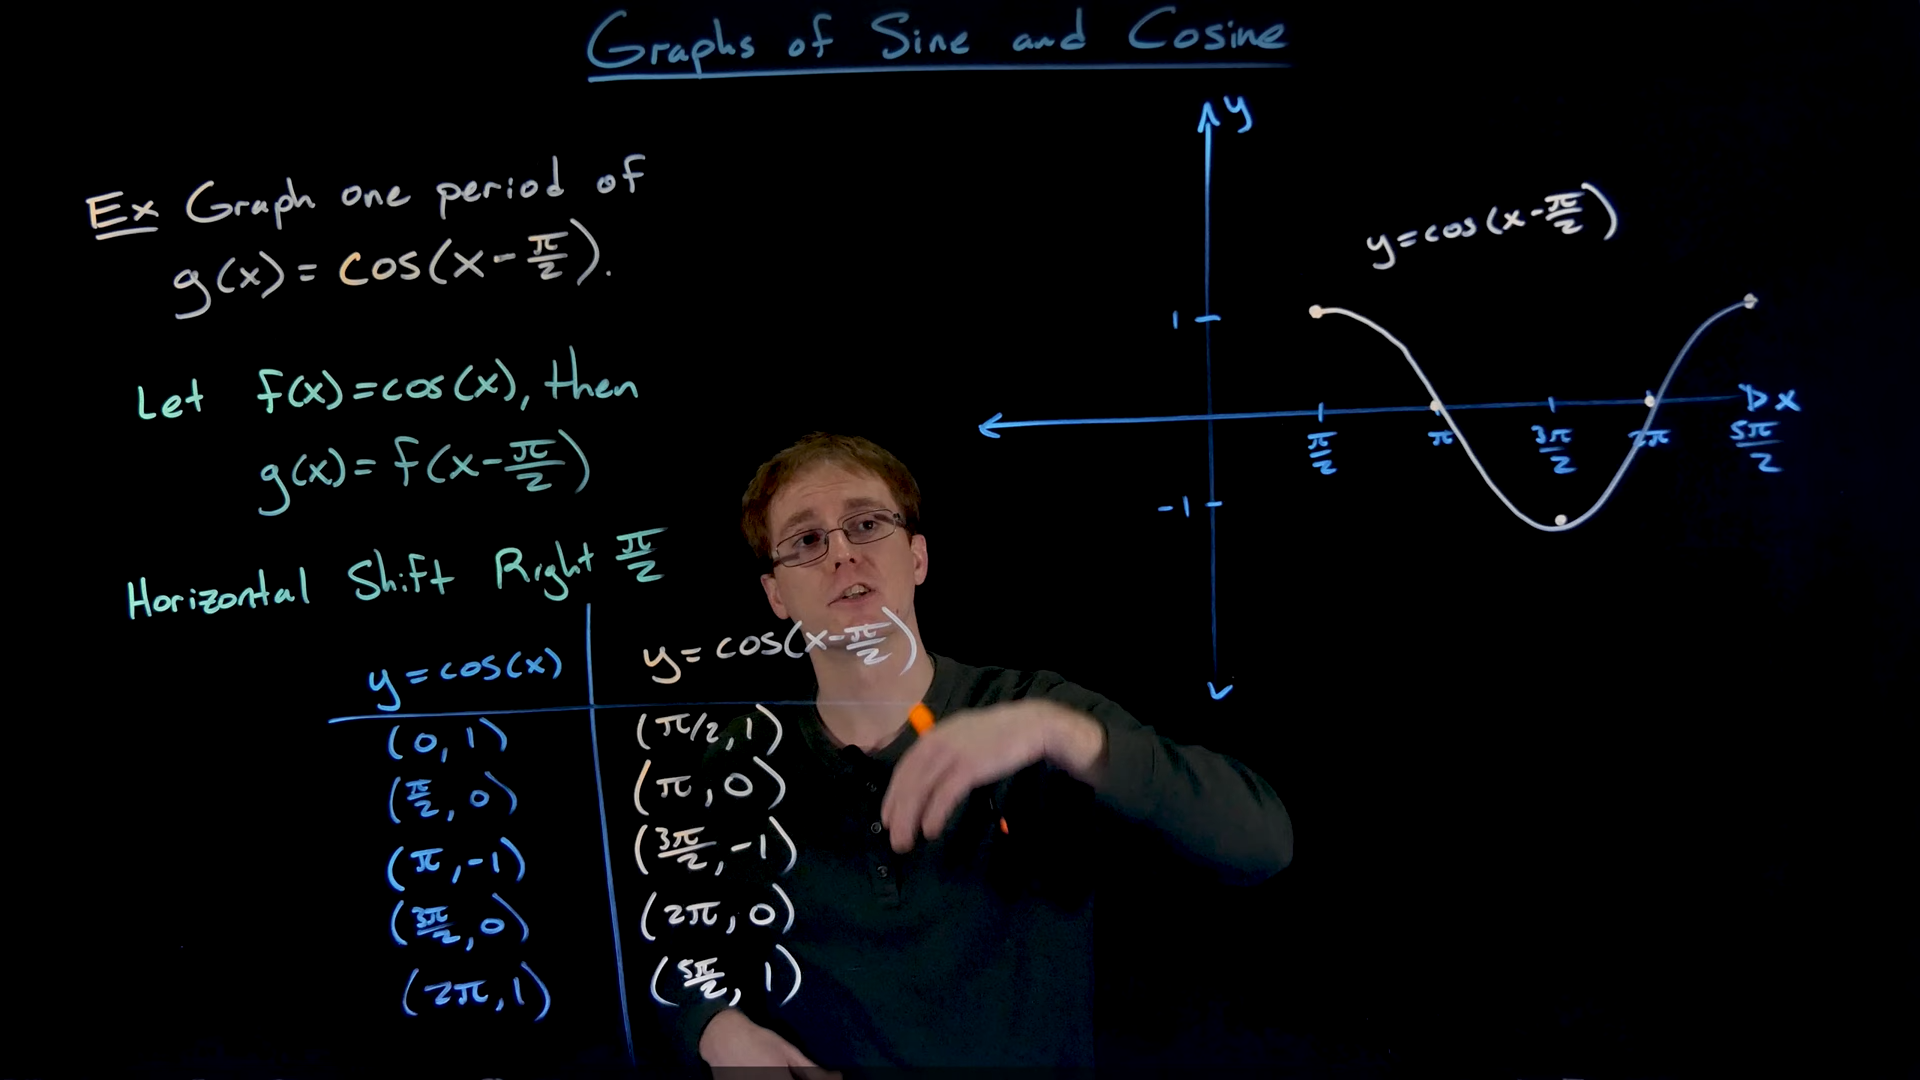 Graphs of Sine and Cosine
Ex Graph one period of
g(x) = cos(x - π/2).
Let f(x) = cos(x), then
g(x) = f(x - π/2)
Horizontal Shift Right π/2
y = cos(x)
y = cos(x - π/2)
(0, 1)
(π/2, 1)
(π/2, 0)
(π, 0)
(π, -1)
(3π/2, -1)
(3π/2, 0)
(2π, 0)
(2π, 1)
(5π/2, 1)
y
y = cos(x - π/2)
1
x
π/2
π
3π/2
2π
5π/2
-1